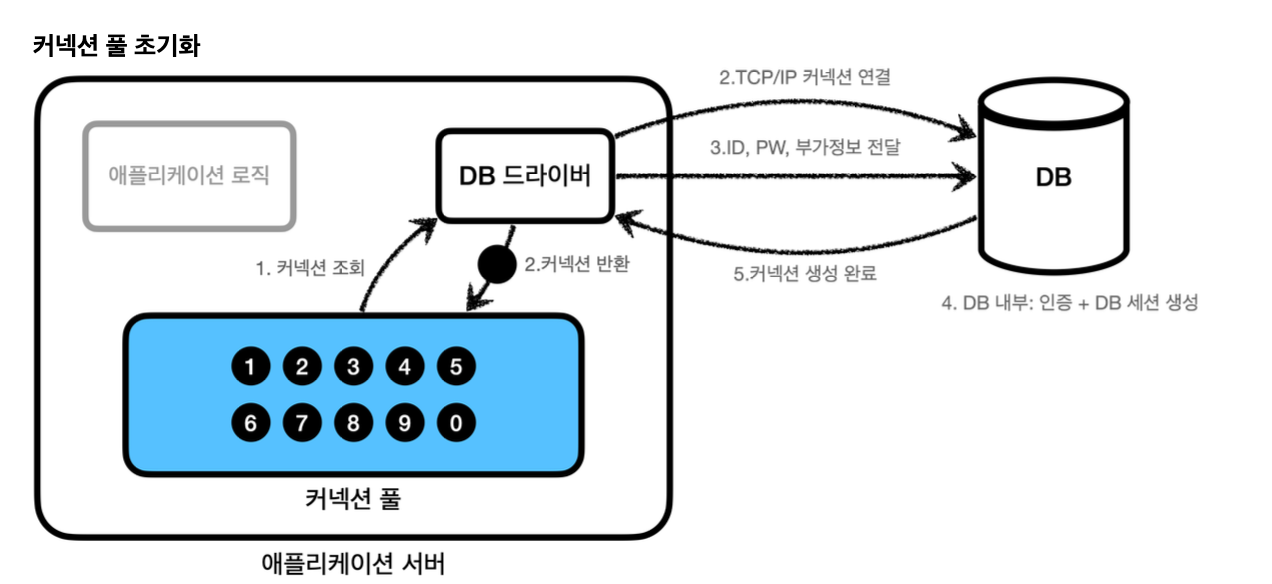 커넥션 풀 초기화
2.TCP/IP 커넥션 연결
3.ID, PW, 부가정보 전달
애플리케이션 로직
DB 드라이버
DB
1. 커넥션 조회
2.커넥션 반환
5.커넥션 생성 완료
4. DB 내부: 인증 + DB 세션 생성
1 2 3 4 5
6 7 8 9 0
커넥션 풀
애플리케이션 서버